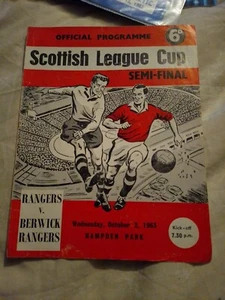 OFFICIAL PROGRAMME
6D
Scottish League Cup
SEMI-FINAL
RANGERS
v.
BERWICK
RANGERS
Wednesday, October 2, 1963
HAMPDEN PARK
Kick-off
7.30 p.m.